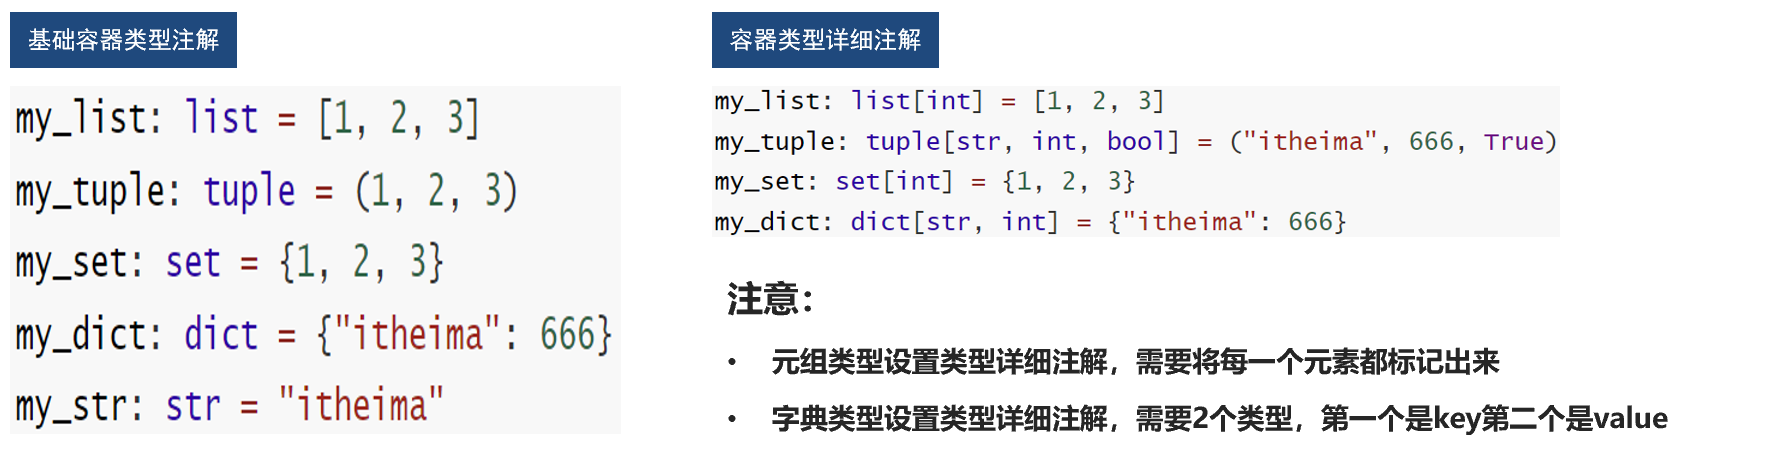 基础容器类型注解
my_list: list = [1, 2, 3]
my_tuple: tuple = (1, 2, 3)
my_set: set = {1, 2, 3}
my_dict: dict = {"itheima": 666}
my_str: str = "itheima"
容器类型详细注解
my_list: list[int] = [1, 2, 3]
my_tuple: tuple[str, int, bool] = ("itheima", 666, True)
my_set: set[int] = {1, 2, 3}
my_dict: dict[str, int] = {"itheima": 666}
注意：
• 元组类型设置类型详细注解，需要将每一个元素都标记出来
• 字典类型设置类型详细注解，需要2个类型，第一个是key第二个是value